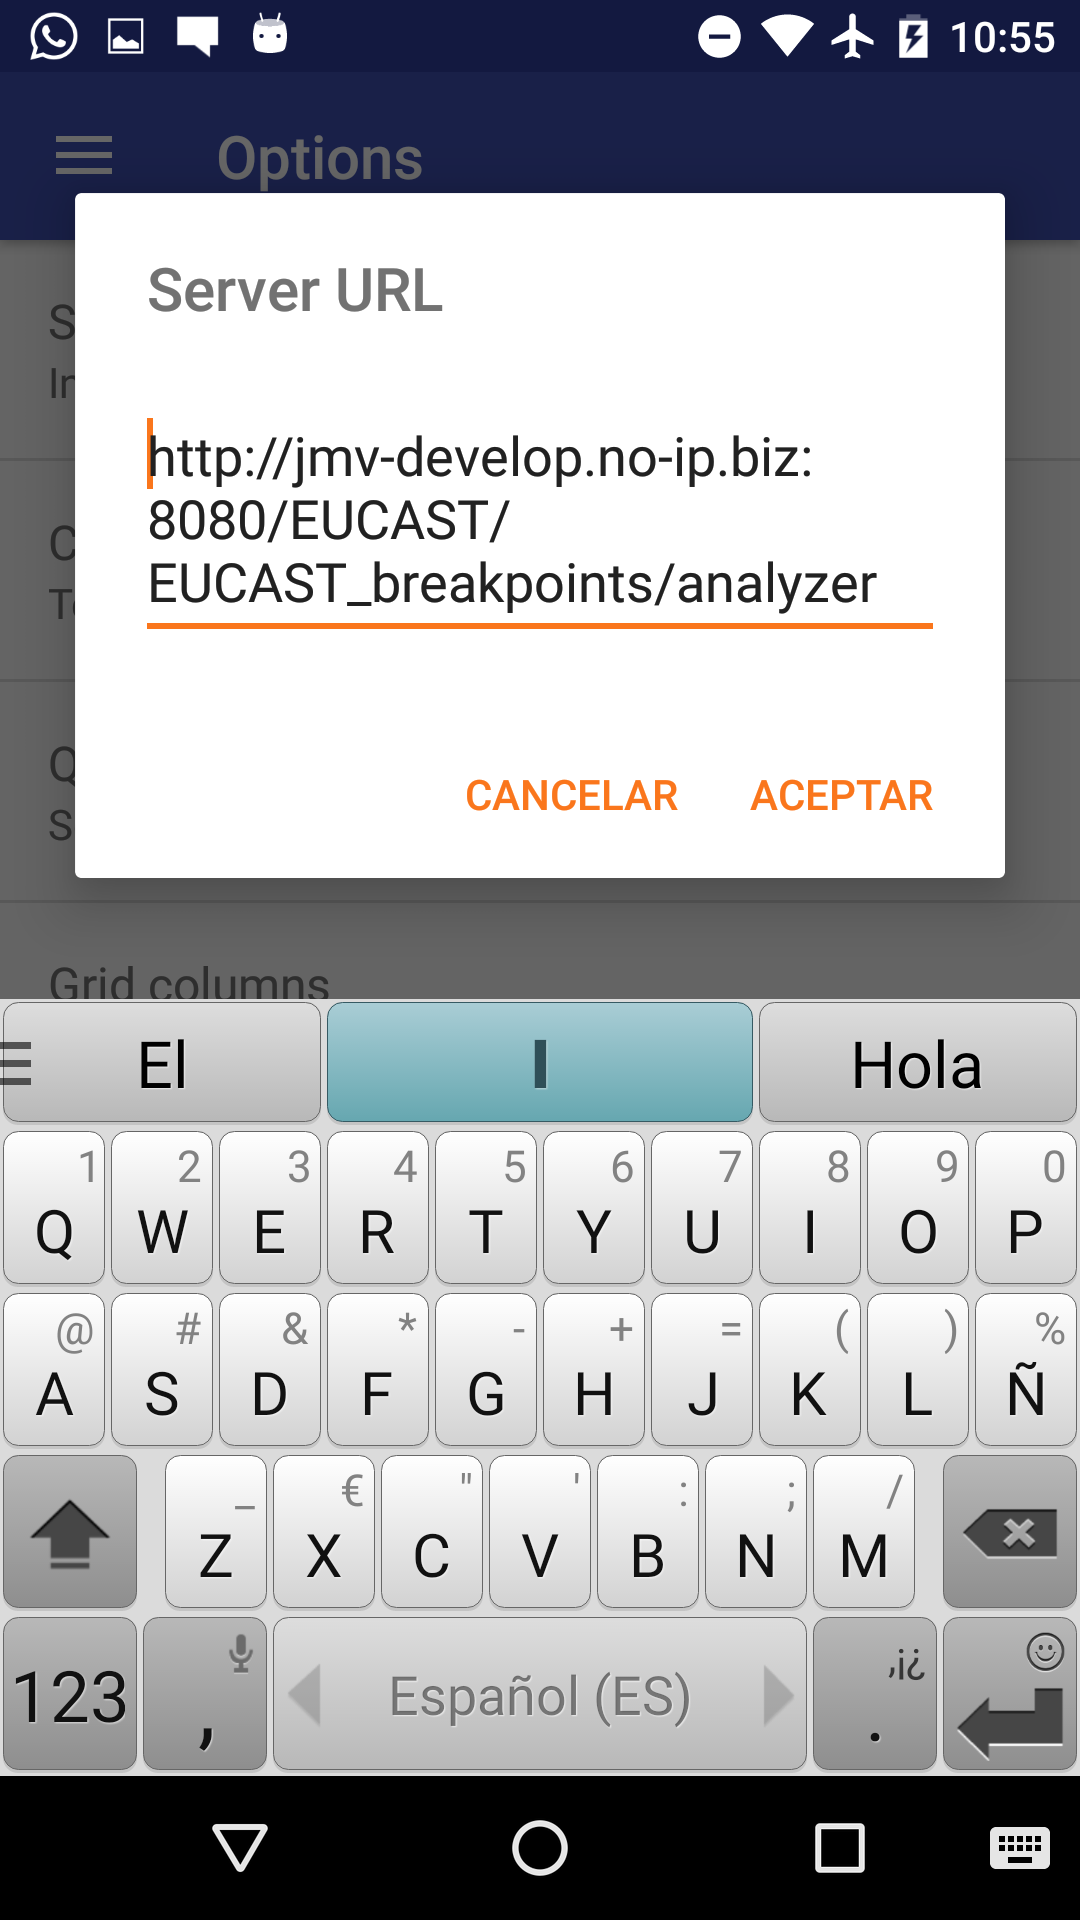 10:55
Options
Server URL
http://jmv-develop.no-ip.biz:
8080/EUCAST/
EUCAST_breakpoints/analyzer
CANCELAR ACEPTAR
Grid columns
El I Hola
1 2 3 4 5 6 7 8 9 0
Q W E R T Y U I O P
@ # & * - + = ( ) %
A S D F G H J K L Ñ
_ € " ' : ; /
Z X C V B N M
123 , Español (ES) ,¡¿ .